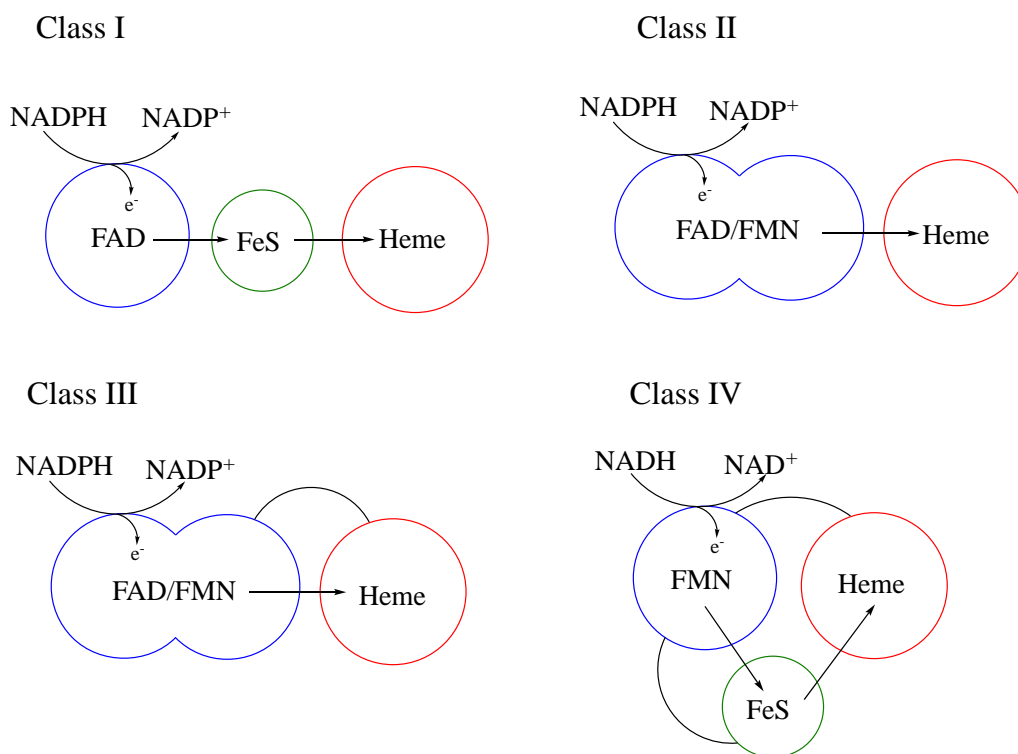 Class I
NADPH NADP⁺
e⁻
FAD FeS Heme
Class II
NADPH NADP⁺
e⁻
FAD/FMN Heme
Class III
NADPH NADP⁺
e⁻
FAD/FMN Heme
Class IV
NADH NAD⁺
e⁻
FMN Heme
FeS